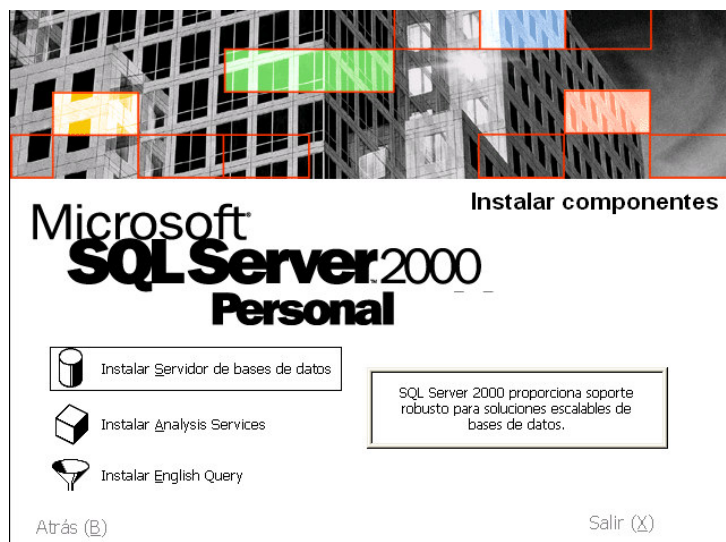 Instalar componentes
Microsoft®
SQL Server™ 2000
Personal
Instalar Servidor de bases de datos
SQL Server 2000 proporciona soporte
robusto para soluciones escalables de
bases de datos.
Instalar Analysis Services
Instalar English Query
Atrás (B)
Salir (X)